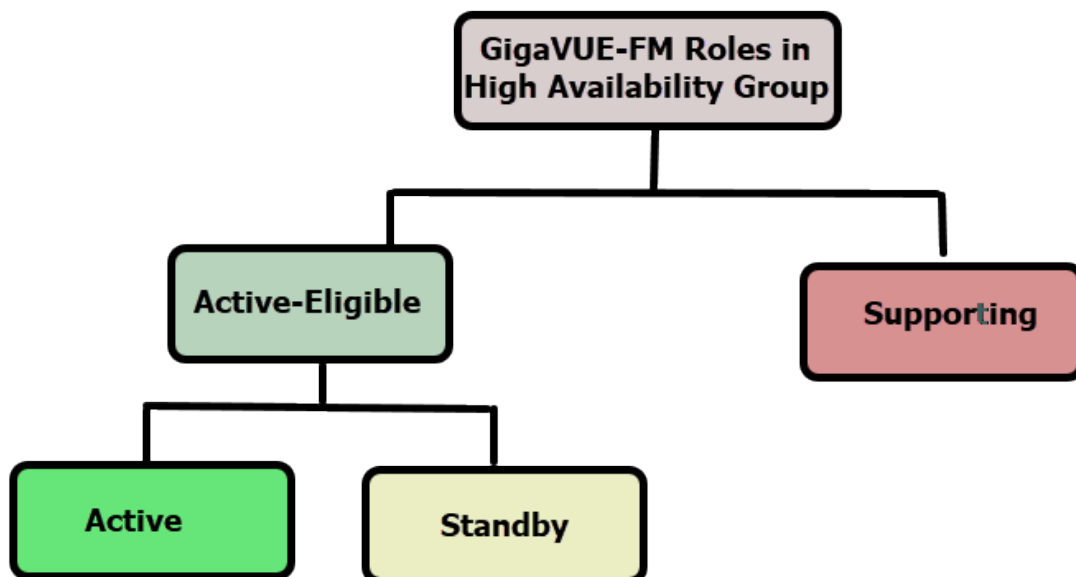 GigaVUE-FM Roles in
High Availability Group
Active-Eligible
Supporting
Active
Standby